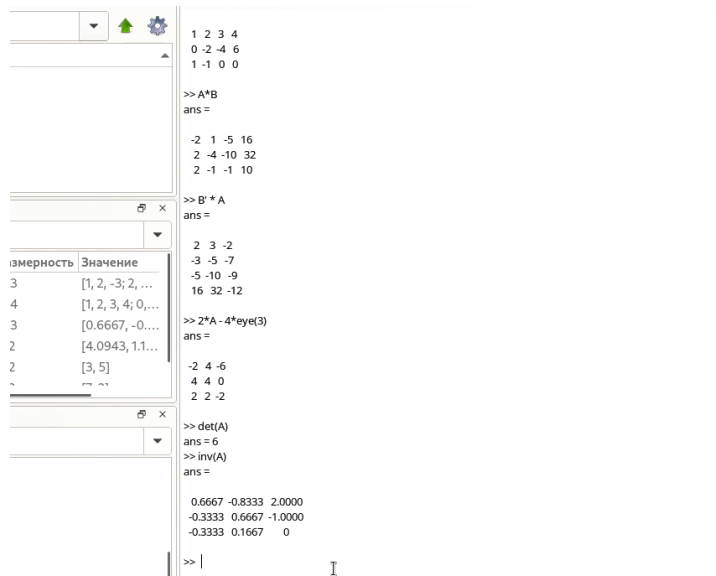 1 2 3 4
0 -2 -4 6
1 -1 0 0
>> A*B
ans =
-2 1 -5 16
2 -4 -10 32
2 -1 -1 10
>> B' * A
ans =
2 3 -2
-3 -5 -7
-5 -10 -9
16 32 -12
>> 2*A - 4*eye(3)
ans =
-2 4 -6
4 4 0
2 2 -2
>> det(A)
ans = 6
>> inv(A)
ans =
0.6667 -0.8333 2.0000
-0.3333 0.6667 -1.0000
-0.3333 0.1667 0
>>
змерность Значение
3 [1, 2, -3; 2, ...
4 [1, 2, 3, 4; 0,...
3 [0.6667, -0....
2 [4.0943, 1.1...
2 [3, 5]